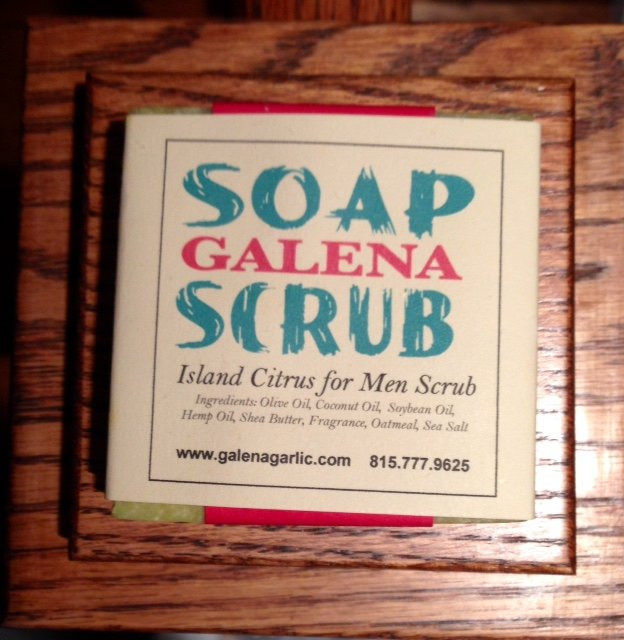 SOAP
GALENA
SCRUB
Island Citrus for Men Scrub
Ingredients: Olive Oil, Coconut Oil, Soybean Oil,
Hemp Oil, Shea Butter, Fragrance, Oatmeal, Sea Salt
www.galenagarlic.com 815.777.9625